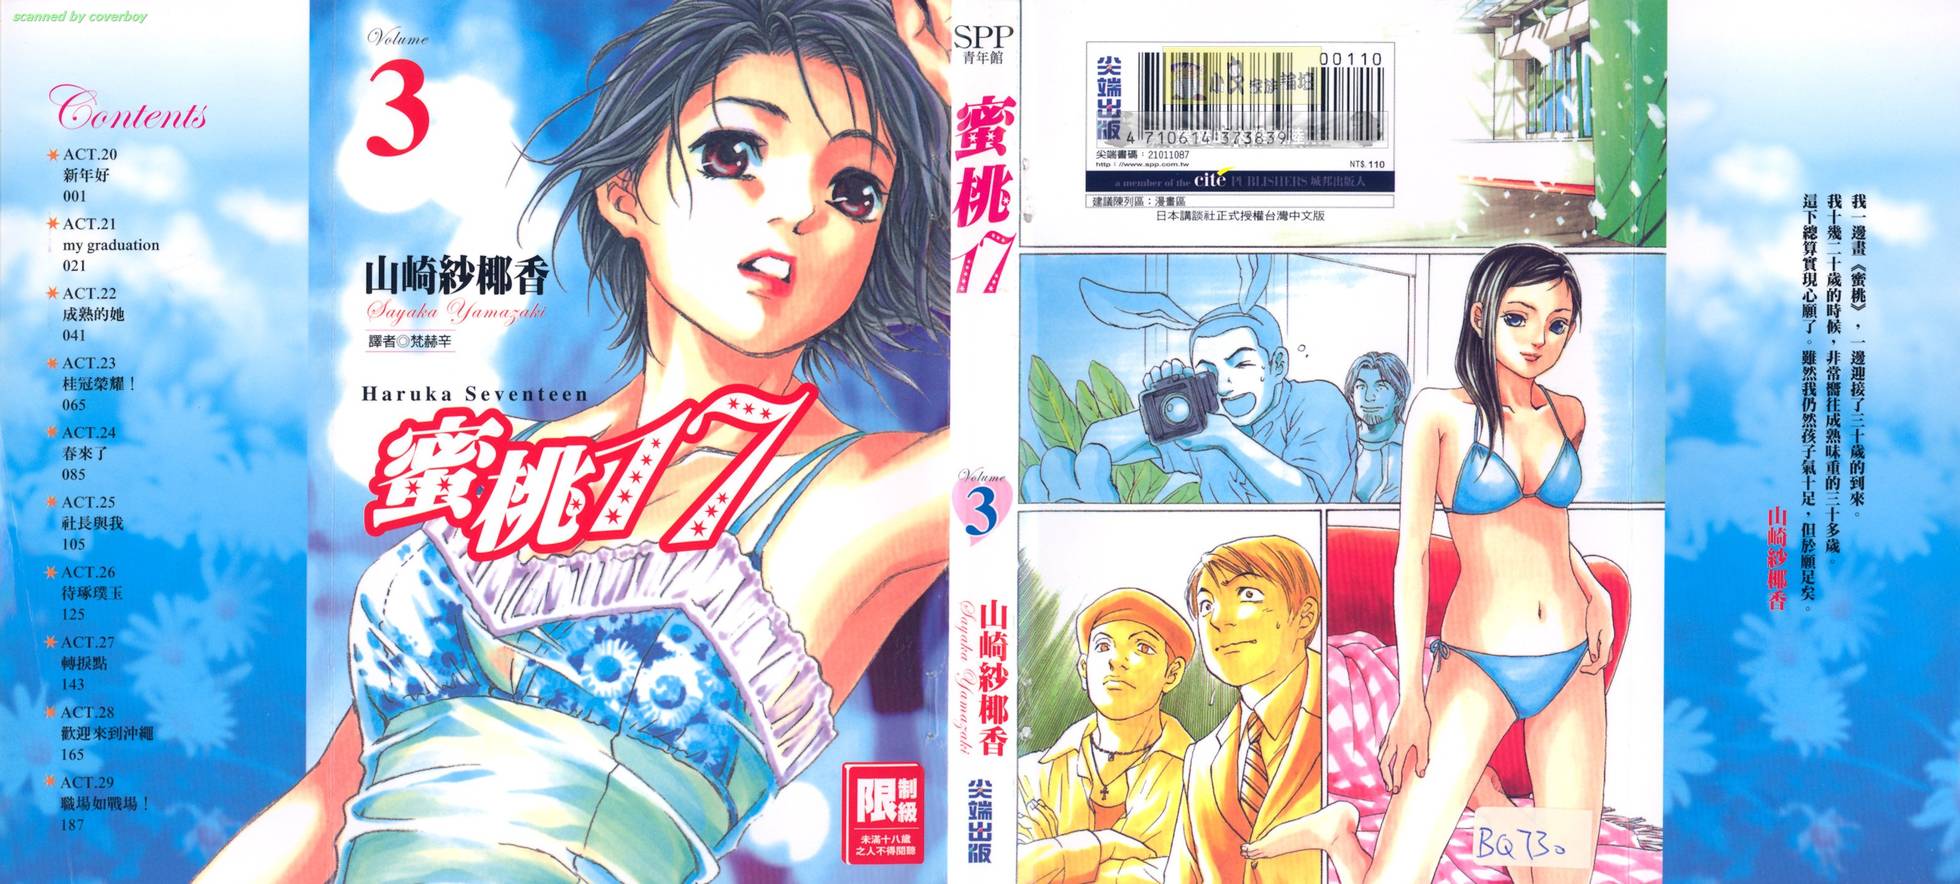 scanned by coverboy
Contents
ACT.20
新年好
001
ACT.21
my graduation
021
ACT.22
成熟的她
041
ACT.23
桂冠榮耀！
065
ACT.24
春來了
085
ACT.25
社長與我
105
ACT.26
待琢璞玉
125
ACT.27
轉捩點
143
ACT.28
歡迎來到沖繩
165
ACT.29
職場如戰場！
187
Volume
3
山崎紗椰香
Sayaka Yamazaki
譯者◎梵赫辛
Haruka Seventeen
蜜桃17
限制級
未滿十八歲
之人不得閱聽
SPP
青年館
蜜桃17
Volume
3
山崎紗椰香
Sayaka Yamazaki
尖端出版
尖端出版
00110
4 710614 373839
尖端書碼：21011087
http://www.spp.com.tw
NT$.110
a member of the cité PUBLISHERS 城邦出版人
建議陳列區：漫畫區
日本講談社正式授權台灣中文版
BQ730
我一邊畫《蜜桃》，一邊迎接了三十歲的到來。
我十幾二十歲的時候，非常嚮往成熟味重的三十多歲。
這下總算實現心願了。雖然我仍然孩子氣十足，但於願足矣。
山崎紗椰香